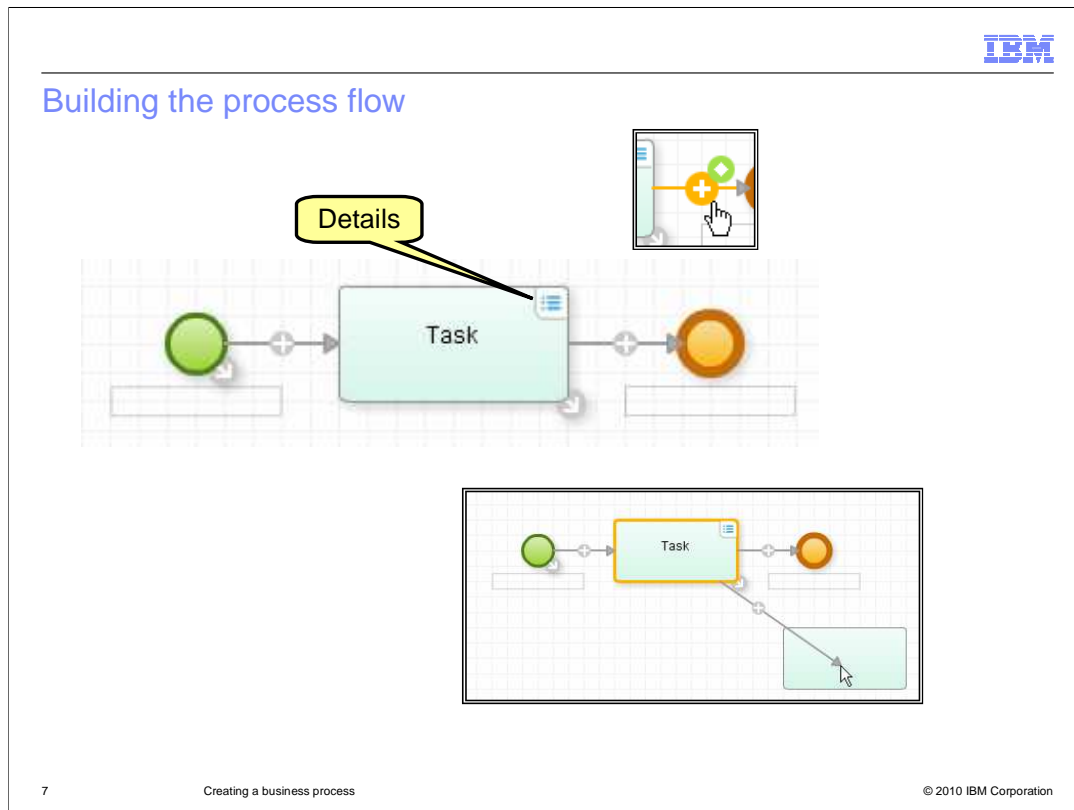 IBM
Building the process flow
Details
Task
Task
7 Creating a business process © 2010 IBM Corporation